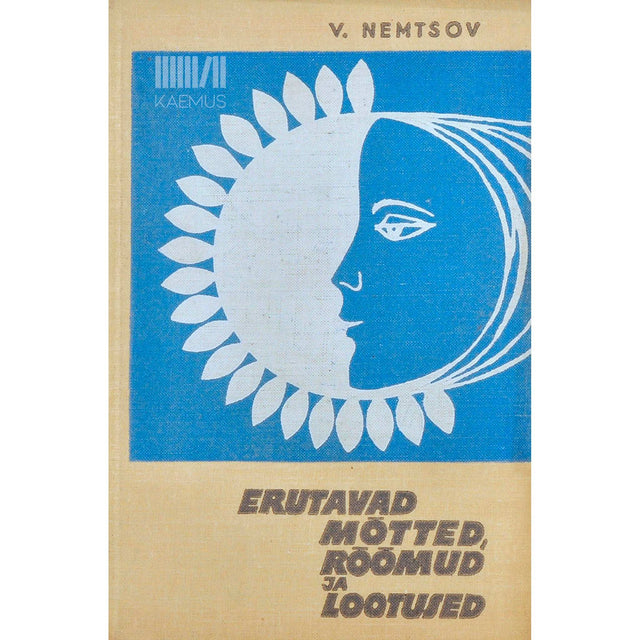 V. NEMTSOV
KAEMUS
ERUTAVAD
MÕTTED,
RÕÕMUD
JA
LOOTUSED